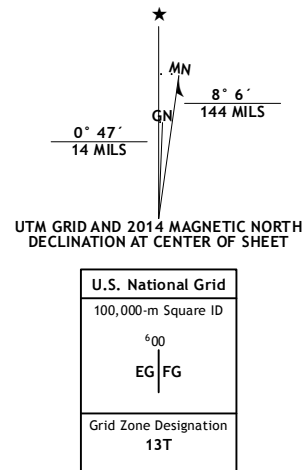 ★
MN
GN
8° 6´
144 MILS
0° 47´
14 MILS
UTM GRID AND 2014 MAGNETIC NORTH
DECLINATION AT CENTER OF SHEET
U.S. National Grid
100,000-m Square ID
⁶00
EG FG
Grid Zone Designation
13T